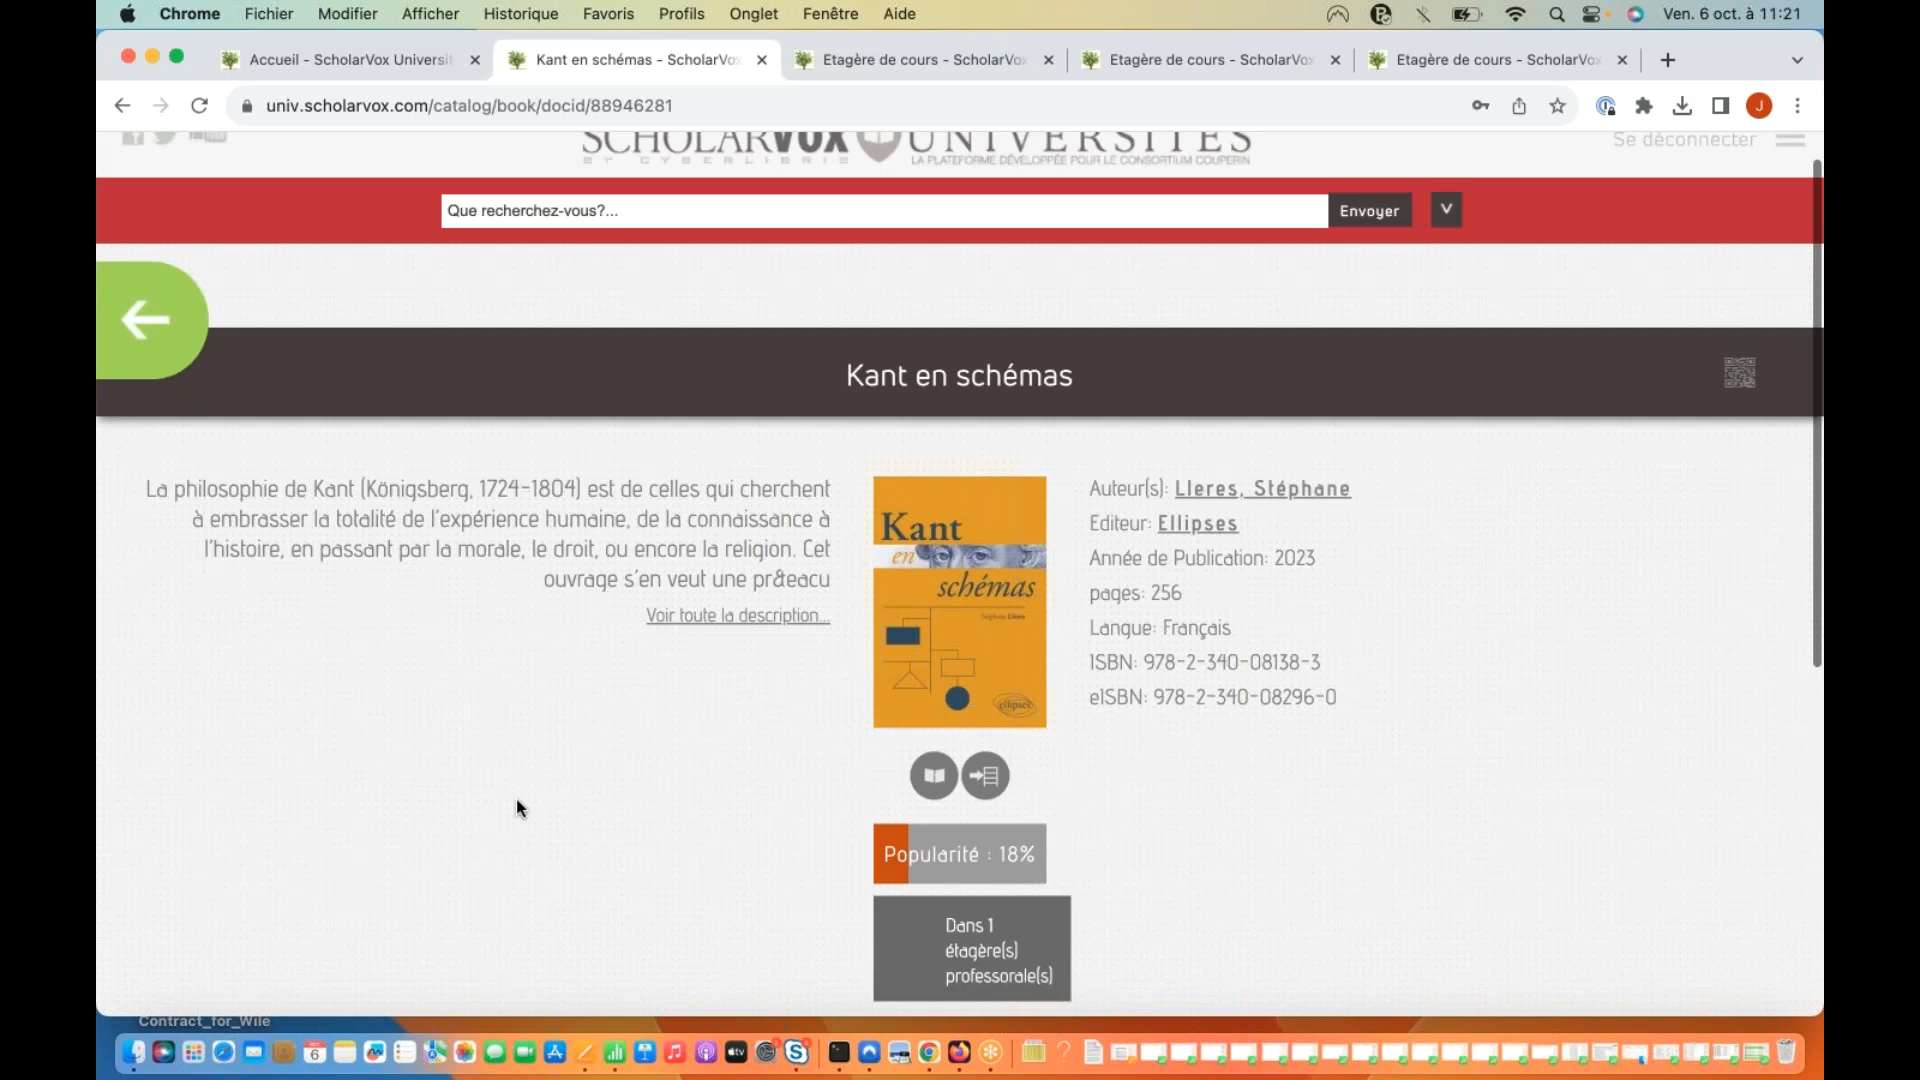 Chrome Fichier Modifier Afficher Historique Favoris Profils Onglet Fenêtre Aide Ven. 6 oct. à 11:21
Accueil - ScholarVox Universit Kant en schémas - ScholarVo Etagère de cours - ScholarVo Etagère de cours - ScholarVo Etagère de cours - ScholarVo
univ.scholarvox.com/catalog/book/docid/88946281 J
SCHOLARVOX UNIVERSITES Se déconnecter
BY CYBERLIBRIS LA PLATEFORME DÉVELOPPÉE POUR LE CONSORTIUM COUPERIN
Que recherchez-vous?... Envoyer V
Kant en schémas
La philosophie de Kant (Königsberg, 1724-1804) est de celles qui cherchent
à embrasser la totalité de l'expérience humaine, de la connaissance à
l'histoire, en passant par la morale, le droit, ou encore la religion. Cet
ouvrage s'en veut une pr&eacu
Voir toute la description...
Kant
en
schémas
Stéphane Lleres
ellipses
Auteur(s): Lleres, Stéphane
Editeur: Ellipses
Année de Publication: 2023
pages: 256
Langue: Français
ISBN: 978-2-340-08138-3
eISBN: 978-2-340-08296-0
Popularité : 18%
Dans 1
étagère(s)
professorale(s)
Contract_for_Wile
6
tv